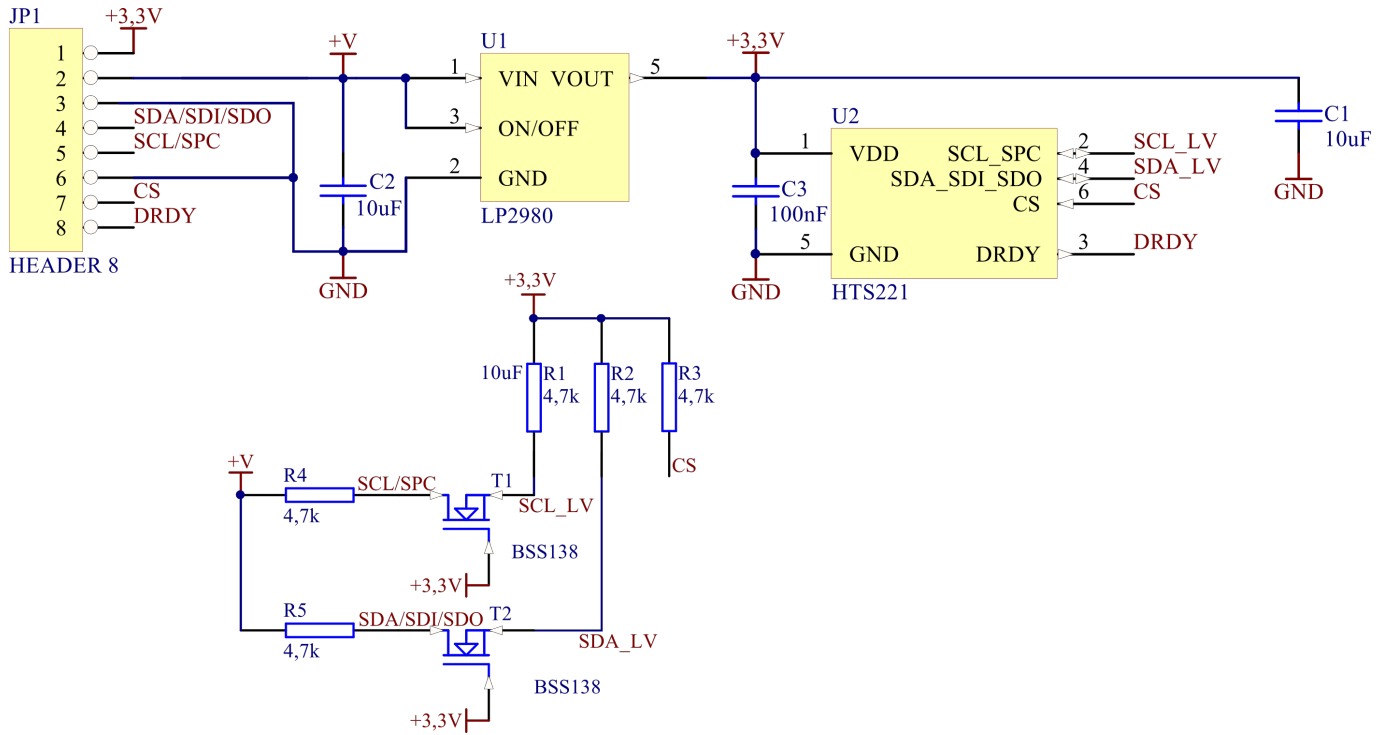 JP1
+3,3V
1
2
3
4
5
6
7
8
SDA/SDI/SDO
SCL/SPC
CS
DRDY
HEADER 8
+V
C2
10uF
GND
U1
1
VIN VOUT
5
3
ON/OFF
2
GND
LP2980
+3,3V
C3
100nF
GND
U2
1
VDD
SCL_SPC
2
SCL_LV
SDA_SDI_SDO
4
SDA_LV
CS
6
CS
5
GND
DRDY
3
DRDY
HTS221
C1
10uF
GND
+3,3V
10uF
R1
4,7k
R2
4,7k
R3
4,7k
CS
+V
R4
4,7k
SCL/SPC
T1
SCL_LV
BSS138
+3,3V
R5
4,7k
SDA/SDI/SDO
T2
SDA_LV
BSS138
+3,3V